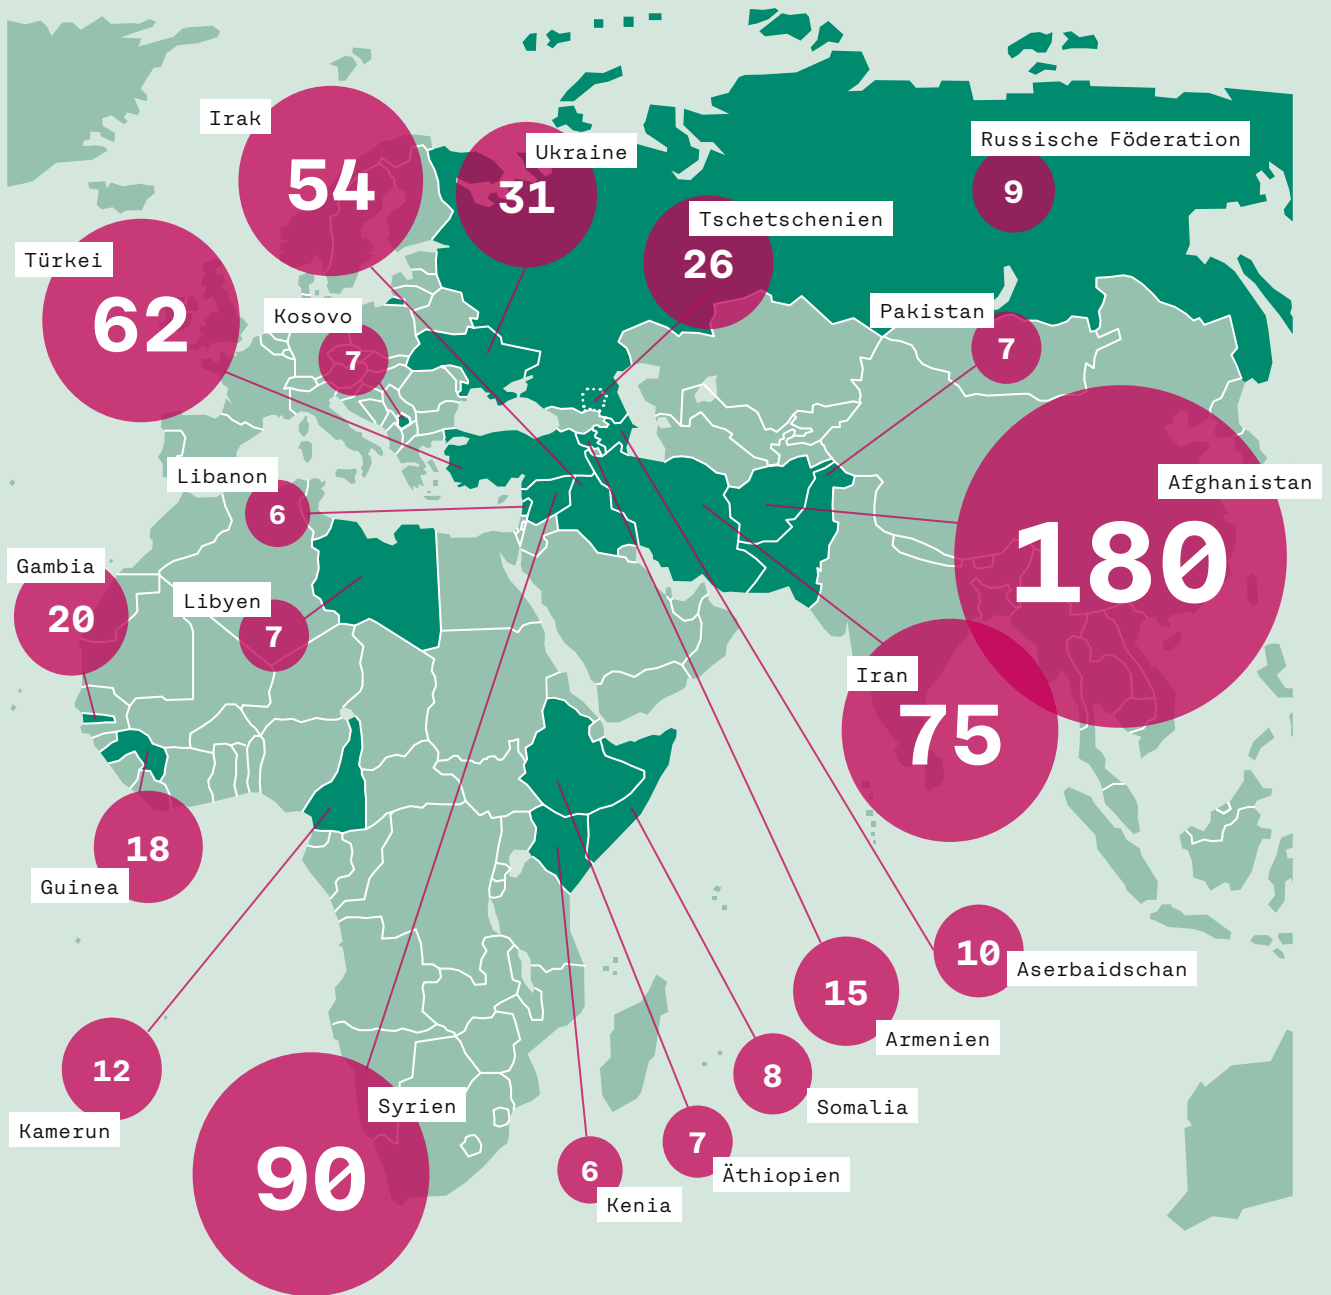 Irak
54
Ukraine
31
Russische Föderation
9
Tschetschenien
26
Türkei
62
Kosovo
7
Pakistan
7
Libanon
6
Afghanistan
180
Gambia
20
Libyen
7
Iran
75
Guinea
18
10
Aserbaidschan
15
Armenien
12
Kamerun
8
Somalia
Syrien
90
7
Äthiopien
6
Kenia